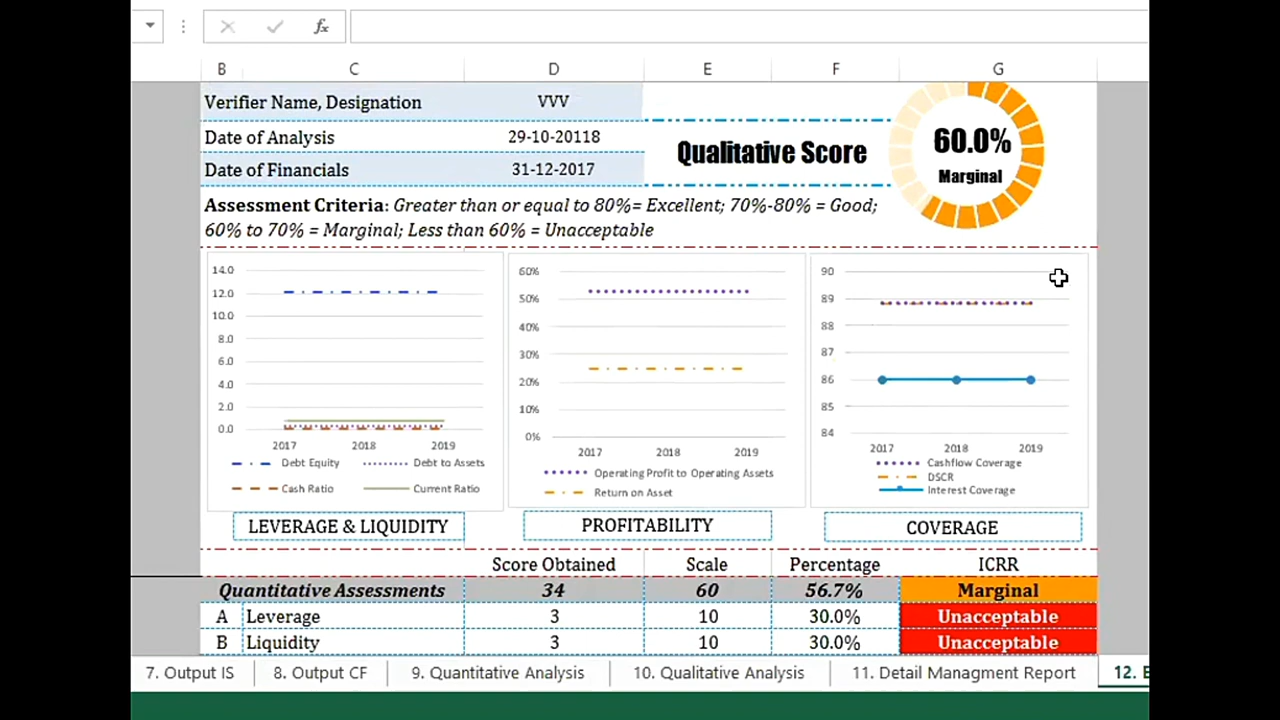 fx
B C D E F G
Verifier Name, Designation VVV
Date of Analysis 29-10-20118
Date of Financials 31-12-2017
Qualitative Score
60.0%
Marginal
Assessment Criteria: Greater than or equal to 80%= Excellent; 70%-80% = Good;
60% to 70% = Marginal; Less than 60% = Unacceptable
14.0
12.0
10.0
8.0
6.0
4.0
2.0
0.0
2017 2018 2019
Debt Equity Debt to Assets
Cash Ratio Current Ratio
LEVERAGE & LIQUIDITY
60%
50%
40%
30%
20%
10%
0%
2017 2018 2019
Operating Profit to Operating Assets
Return on Asset
PROFITABILITY
90
89
88
87
86
85
84
2017 2018 2019
Cashflow Coverage
DSCR
Interest Coverage
COVERAGE
Score Obtained Scale Percentage ICRR
Quantitative Assessments 34 60 56.7% Marginal
A Leverage 3 10 30.0% Unacceptable
B Liquidity 3 10 30.0% Unacceptable
7. Output IS 8. Output CF 9. Quantitative Analysis 10. Qualitative Analysis 11. Detail Managment Report 12.